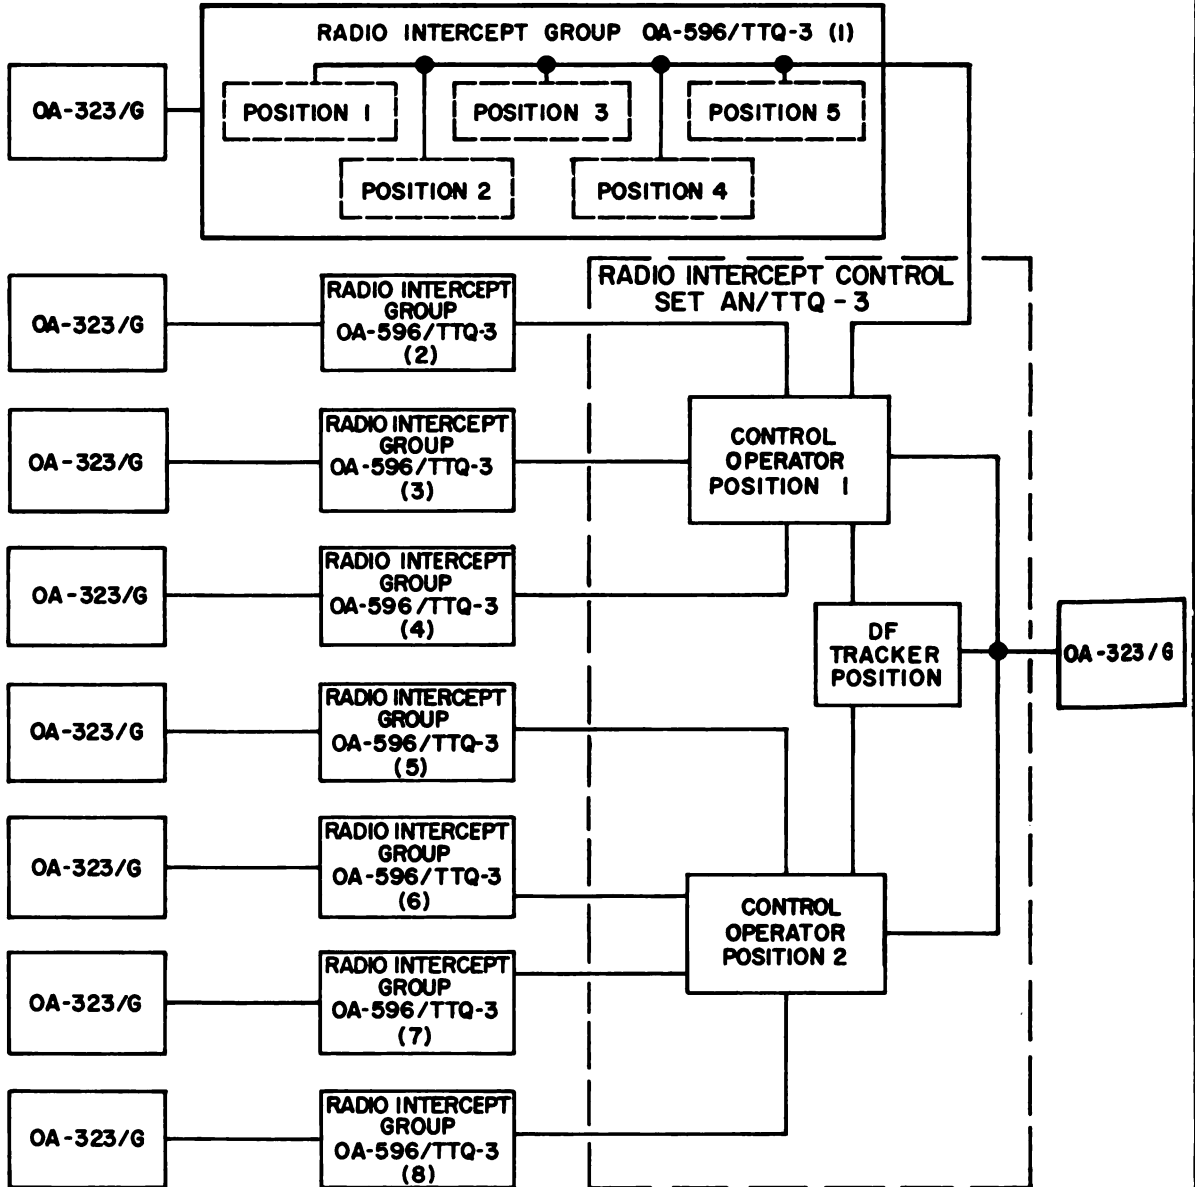 RADIO INTERCEPT GROUP OA-596/TTQ-3 (1)
OA-323/G
POSITION 1
POSITION 3
POSITION 5
POSITION 2
POSITION 4
RADIO INTERCEPT CONTROL
SET AN/TTQ-3
OA-323/G
RADIO INTERCEPT
GROUP
OA-596/TTQ-3
(2)
OA-323/G
RADIO INTERCEPT
GROUP
OA-596/TTQ-3
(3)
CONTROL
OPERATOR
POSITION 1
OA-323/G
RADIO INTERCEPT
GROUP
OA-596/TTQ-3
(4)
DF
TRACKER
POSITION
OA-323/G
OA-323/G
RADIO INTERCEPT
GROUP
OA-596/TTQ-3
(5)
OA-323/G
RADIO INTERCEPT
GROUP
OA-596/TTQ-3
(6)
CONTROL
OPERATOR
POSITION 2
OA-323/G
RADIO INTERCEPT
GROUP
OA-596/TTQ-3
(7)
OA-323/G
RADIO INTERCEPT
GROUP
OA-596/TTQ-3
(8)